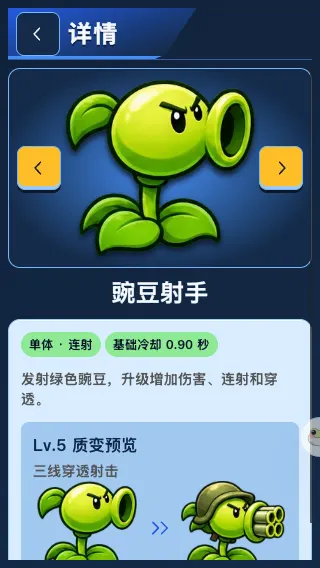 详情
豌豆射手
单体 · 连射
基础冷却 0.90 秒
发射绿色豌豆，升级增加伤害、连射和穿
透。
Lv.5 质变预览
三线穿透射击